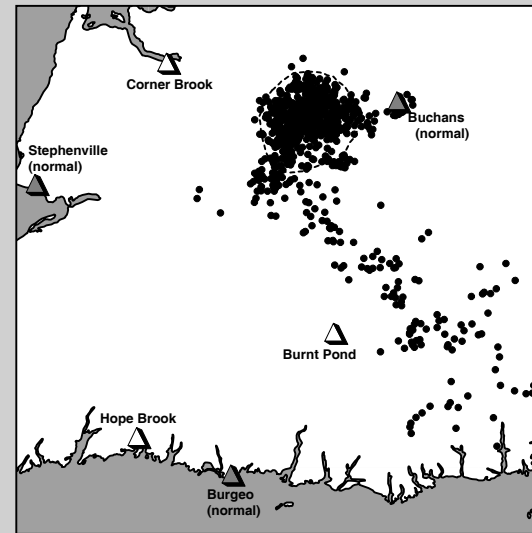 Corner Brook
Buchans
(normal)
Stephenville
(normal)
Burnt Pond
Hope Brook
Burgeo
(normal)